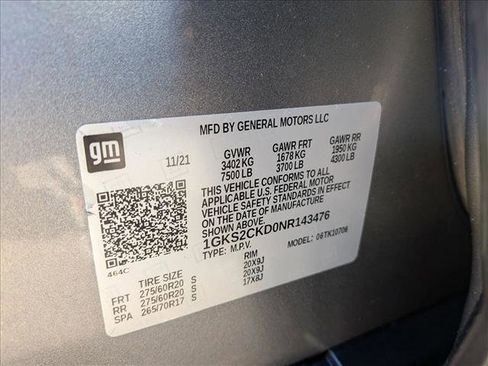 gm
MFD BY GENERAL MOTORS LLC
11/21
GVWR GAWR FRT GAWR RR
3402 KG 1678 KG 1950 KG
7500 LB 3700 LB 4300 LB
THIS VEHICLE CONFORMS TO ALL
APPLICABLE U.S. FEDERAL MOTOR
VEHICLE SAFETY STANDARDS IN EFFECT
ON THE DATE OF MANUFACTURE
SHOWN ABOVE.
1GKS2CKD0NR143476
TYPE: M.P.V. MODEL: 06TK10706
464C
TIRE SIZE RIM
FRT 275/60R20 S 20X9J
RR 275/60R20 S 20X9J
SPA 265/70R17 S 17X8J